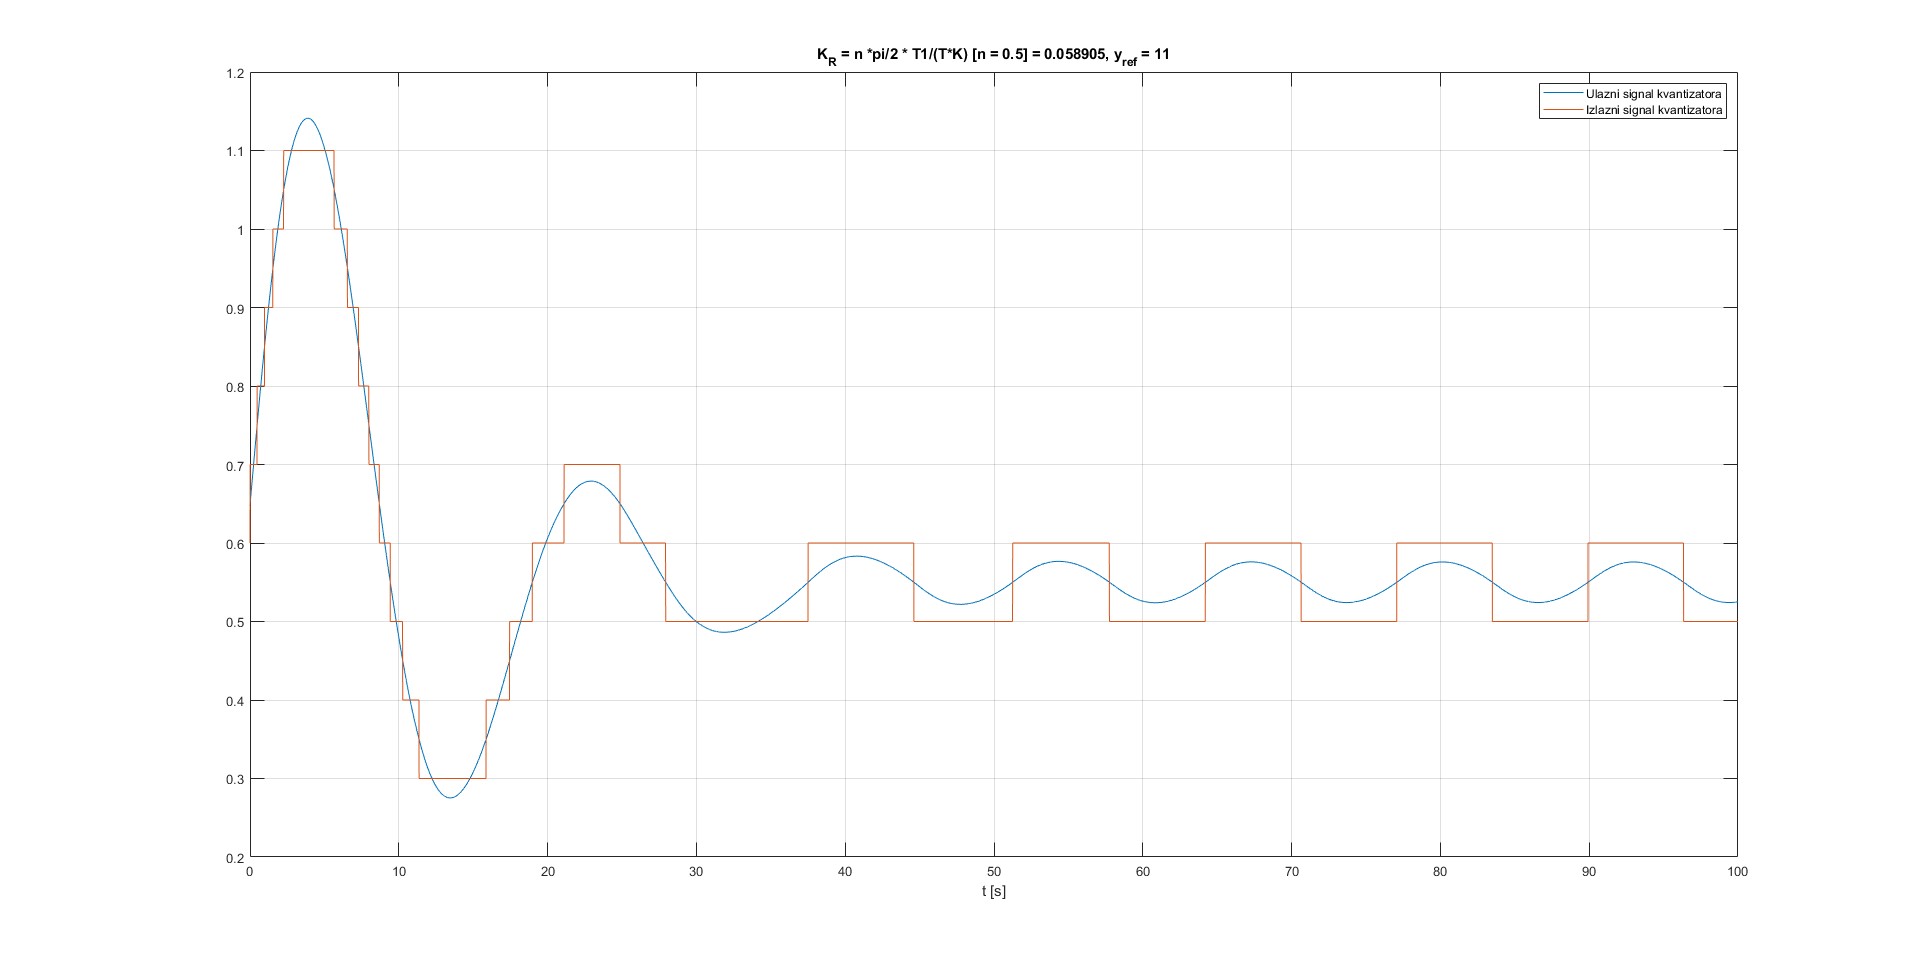 K_R = n *pi/2 * T1/(T*K) [n = 0.5] = 0.058905, y_ref = 11
Ulazni signal kvantizatora
Izlazni signal kvantizatora
1.2
1.1
1
0.9
0.8
0.7
0.6
0.5
0.4
0.3
0.2
0 10 20 30 40 50 60 70 80 90 100
t [s]